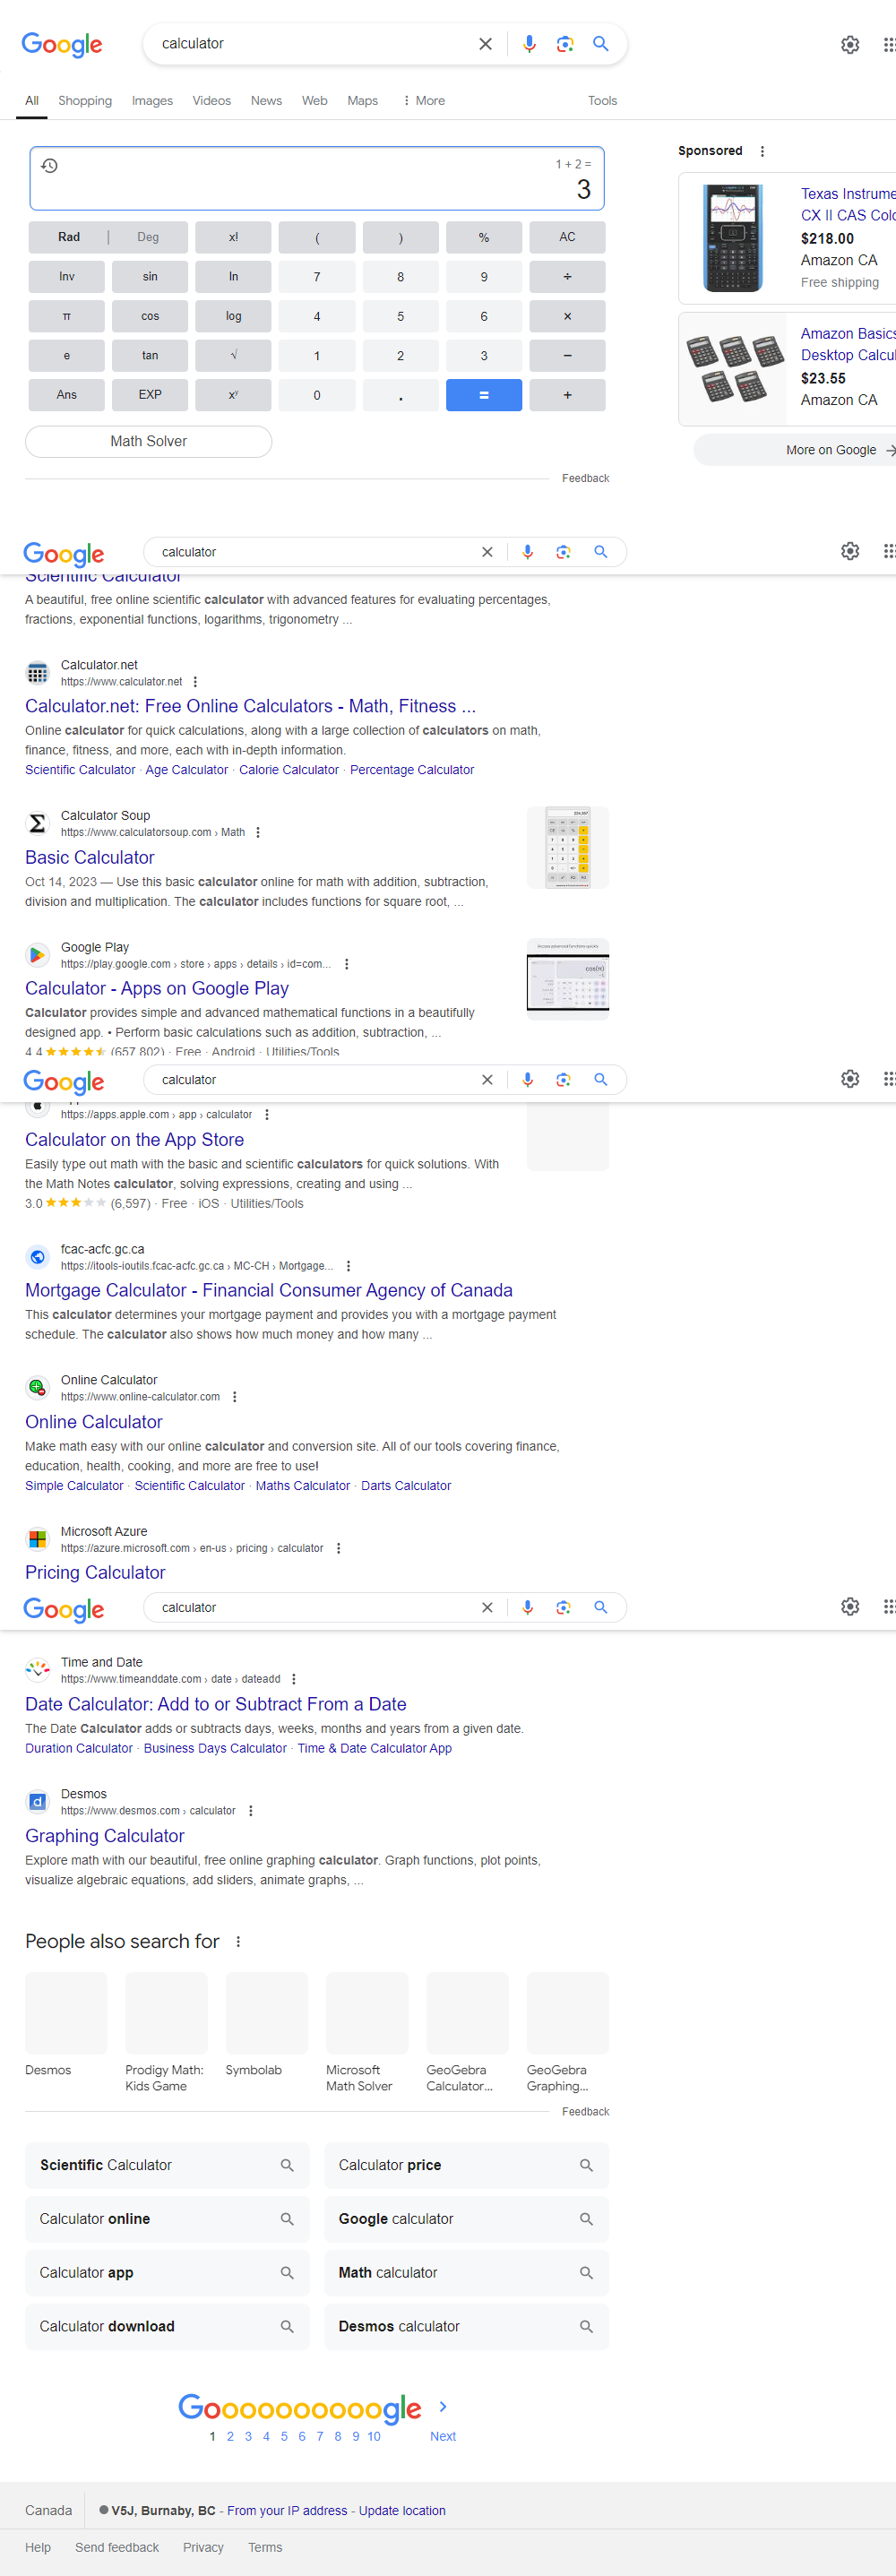 Google
calculator
All Shopping Images Videos News Web Maps More Tools
1 + 2 =
3
Rad | Deg x! ( ) % AC
Inv sin ln 7 8 9 ÷
π cos log 4 5 6 ×
e tan √ 1 2 3 −
Ans EXP xʸ 0 . = +
Math Solver
Feedback
Sponsored
Texas Instrume
CX II CAS Colo
$218.00
Amazon CA
Free shipping
Amazon Basics
Desktop Calcul
$23.55
Amazon CA
More on Google
Google
calculator
Scientific Calculator
A beautiful, free online scientific calculator with advanced features for evaluating percentages,
fractions, exponential functions, logarithms, trigonometry ...
Calculator.net
https://www.calculator.net
Calculator.net: Free Online Calculators - Math, Fitness ...
Online calculator for quick calculations, along with a large collection of calculators on math,
finance, fitness, and more, each with in-depth information.
Scientific Calculator · Age Calculator · Calorie Calculator · Percentage Calculator
Calculator Soup
https://www.calculatorsoup.com › Math
Basic Calculator
Oct 14, 2023 — Use this basic calculator online for math with addition, subtraction,
division and multiplication. The calculator includes functions for square root, ...
Google Play
https://play.google.com › store › apps › details › id=com...
Calculator - Apps on Google Play
Calculator provides simple and advanced mathematical functions in a beautifully
designed app. • Perform basic calculations such as addition, subtraction, ...
4.4 (657,802) · Free · Android · Utilities/Tools
Google
calculator
https://apps.apple.com › app › calculator
Calculator on the App Store
Easily type out math with the basic and scientific calculators for quick solutions. With
the Math Notes calculator, solving expressions, creating and using ...
3.0 (6,597) · Free · iOS · Utilities/Tools
fcac-acfc.gc.ca
https://itools-ioutils.fcac-acfc.gc.ca › MC-CH › Mortgage...
Mortgage Calculator - Financial Consumer Agency of Canada
This calculator determines your mortgage payment and provides you with a mortgage payment
schedule. The calculator also shows how much money and how many ...
Online Calculator
https://www.online-calculator.com
Online Calculator
Make math easy with our online calculator and conversion site. All of our tools covering finance,
education, health, cooking, and more are free to use!
Simple Calculator · Scientific Calculator · Maths Calculator · Darts Calculator
Microsoft Azure
https://azure.microsoft.com › en-us › pricing › calculator
Pricing Calculator
Google
calculator
Time and Date
https://www.timeanddate.com › date › dateadd
Date Calculator: Add to or Subtract From a Date
The Date Calculator adds or subtracts days, weeks, months and years from a given date.
Duration Calculator · Business Days Calculator · Time & Date Calculator App
Desmos
https://www.desmos.com › calculator
Graphing Calculator
Explore math with our beautiful, free online graphing calculator. Graph functions, plot points,
visualize algebraic equations, add sliders, animate graphs, ...
People also search for
Desmos
Prodigy Math:
Kids Game
Symbolab
Microsoft
Math Solver
GeoGebra
Calculator...
GeoGebra
Graphing...
Feedback
Scientific Calculator
Calculator price
Calculator online
Google calculator
Calculator app
Math calculator
Calculator download
Desmos calculator
Goooooooooogle
1 2 3 4 5 6 7 8 9 10 Next
Canada V5J, Burnaby, BC - From your IP address - Update location
Help Send feedback Privacy Terms